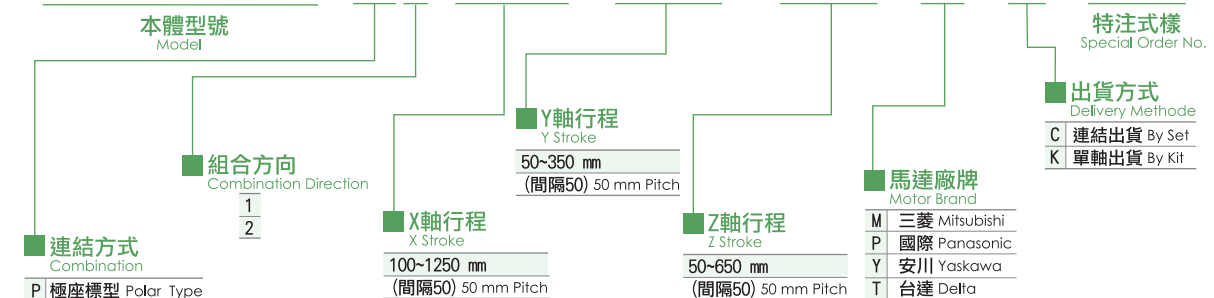 本體型號
Model
特注式樣
Special Order No.
出貨方式
Delivery Methode
C 連結出貨 By Set
K 單軸出貨 By Kit
Y軸行程
Y Stroke
50~350 mm
(間隔50) 50 mm Pitch
組合方向
Combination Direction
1
2
馬達廠牌
Motor Brand
M 三菱 Mitsubishi
P 國際 Panasonic
Y 安川 Yaskawa
T 台達 Delta
X軸行程
X Stroke
100~1250 mm
(間隔50) 50 mm Pitch
Z軸行程
Z Stroke
50~650 mm
(間隔50) 50 mm Pitch
連結方式
Combination
P 極座標型 Polar Type